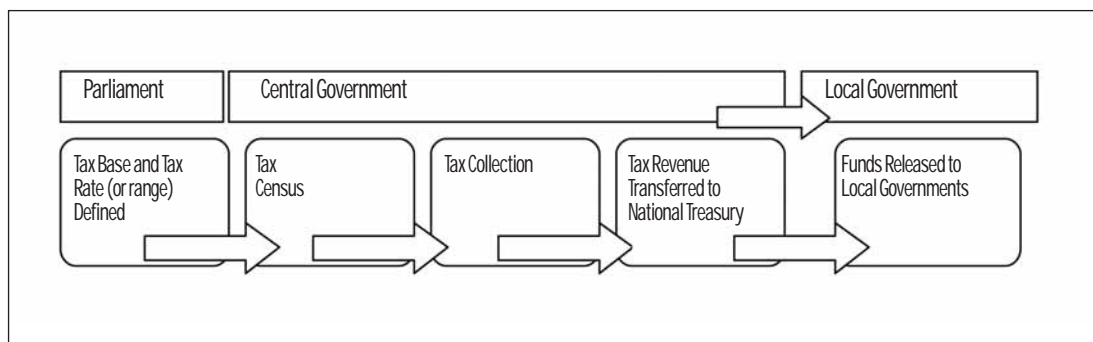 Parliament
Central Government
Local Government
Tax Base and Tax
Rate (or range)
Defined
Tax
Census
Tax Collection
Tax Revenue
Transferred to
National Treasury
Funds Released to
Local Governments